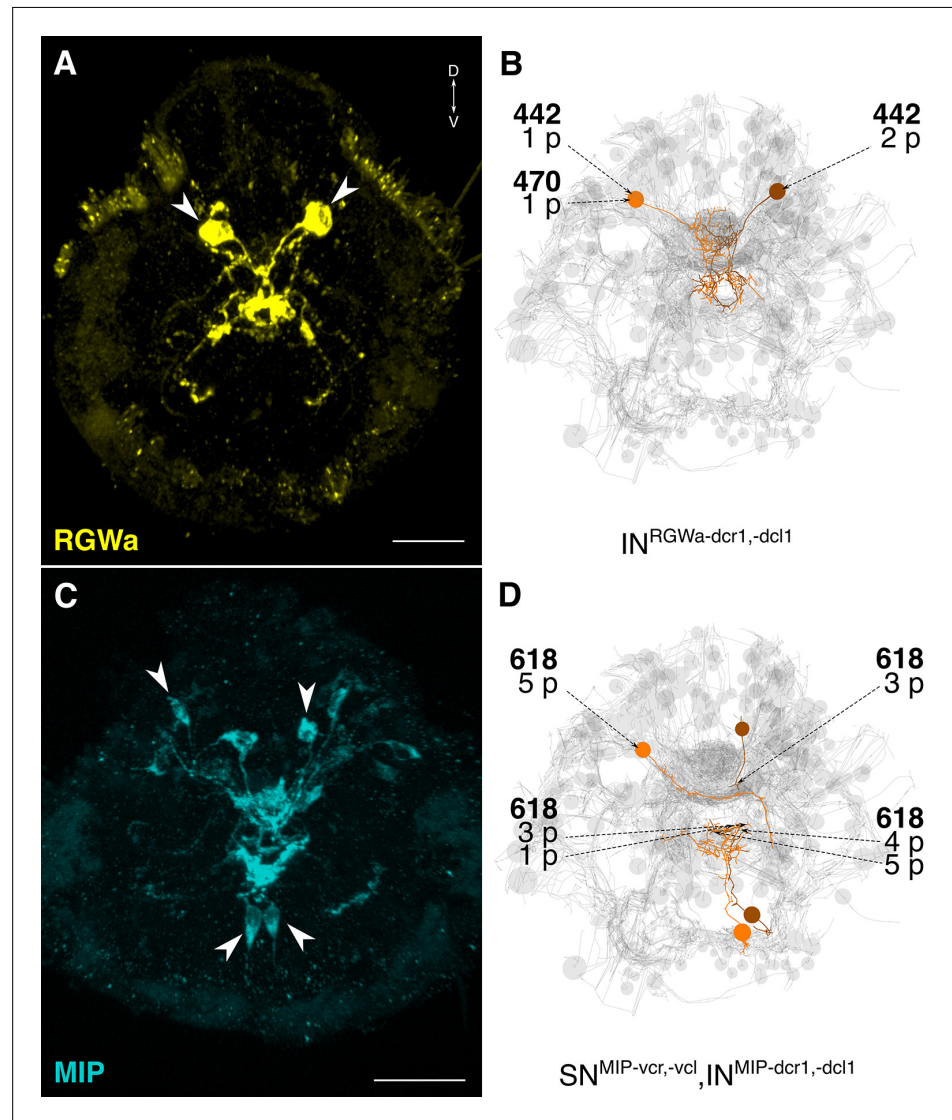 A
D
V
RGWa
B
442
1 p
470
1 p
442
2 p
IN^RGWa-dcr1,-dcl1
C
MIP
D
618
5 p
618
3 p
618
3 p
1 p
618
4 p
5 p
SN^MIP-vcr,-vcl,IN^MIP-dcr1,-dcl1